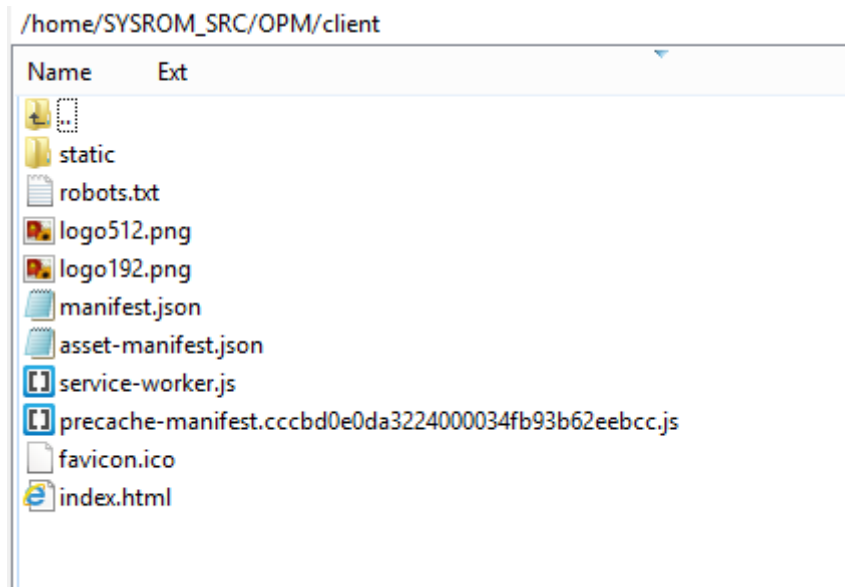 /home/SYSROM_SRC/OPM/client
Name Ext
..
static
robots.txt
logo512.png
logo192.png
manifest.json
asset-manifest.json
service-worker.js
precache-manifest.cccbd0e0da3224000034fb93b62eebcc.js
favicon.ico
index.html